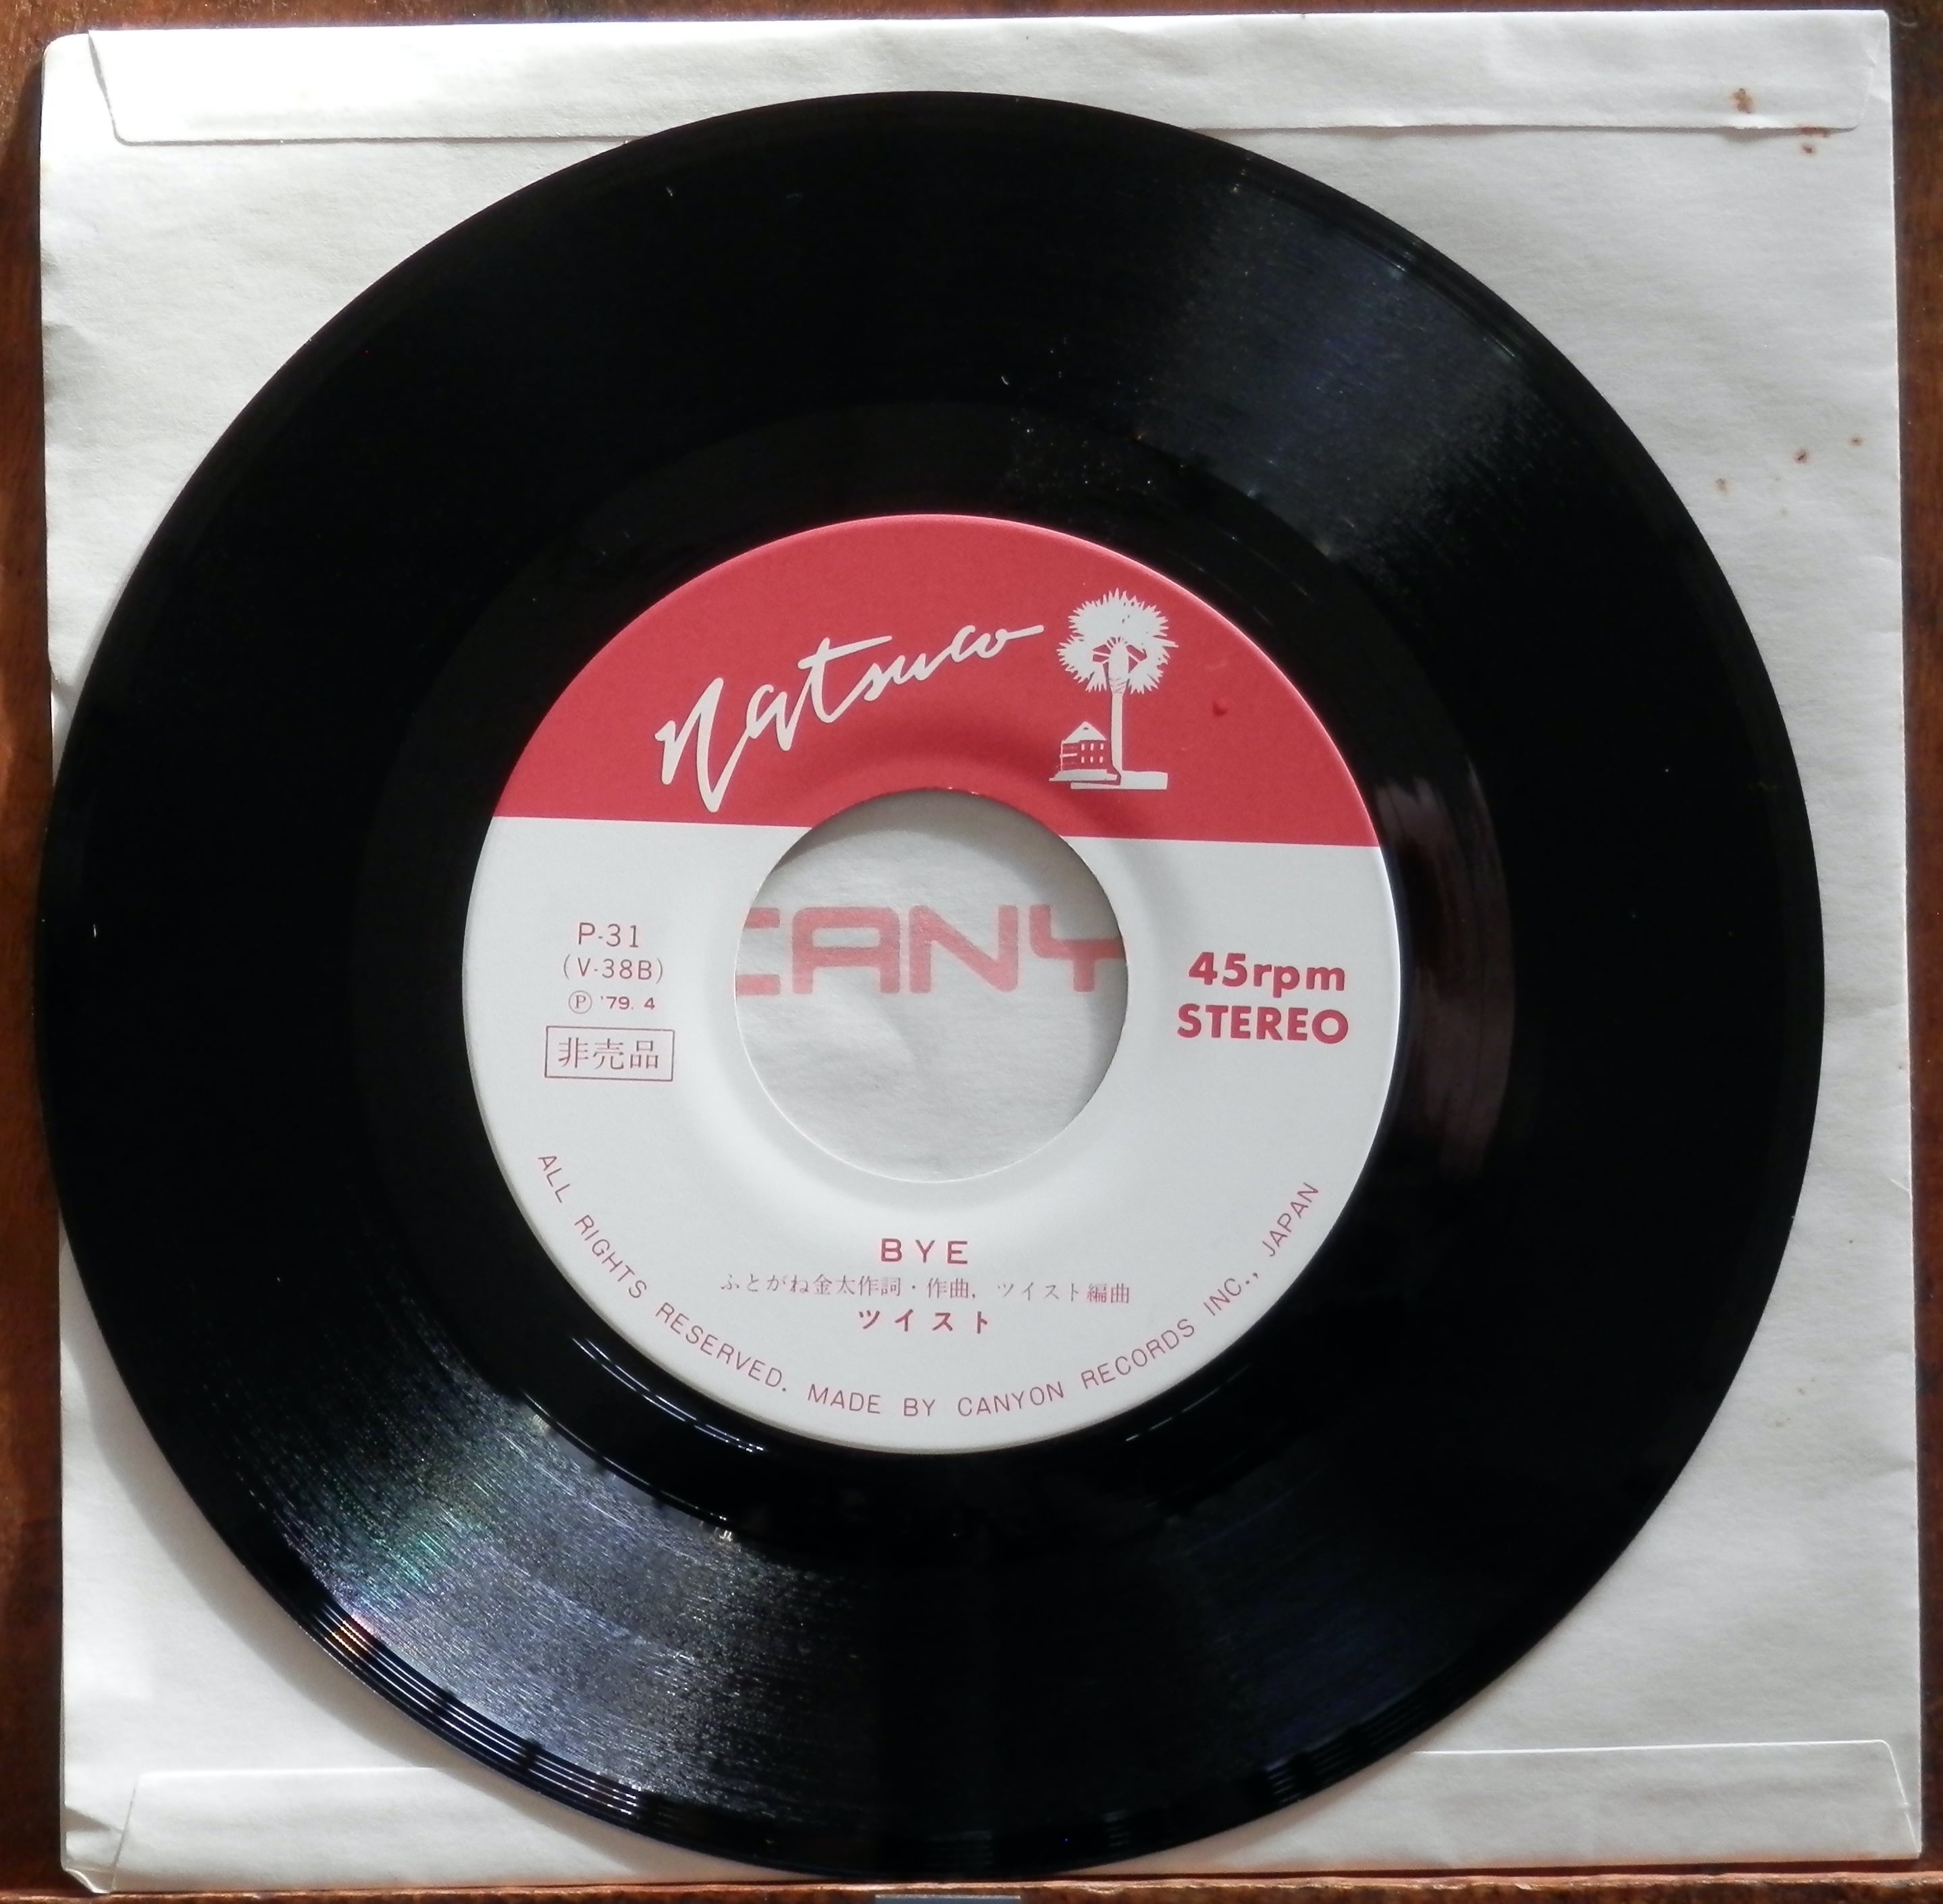 Natsuco
CANY
P-31
(V-38B)
Ⓟ '79. 4
非売品
45rpm
STEREO
BYE
ふとがね金太作詞・作曲, ツイスト編曲
ツイスト
ALL RIGHTS RESERVED. MADE BY CANYON RECORDS INC., JAPAN